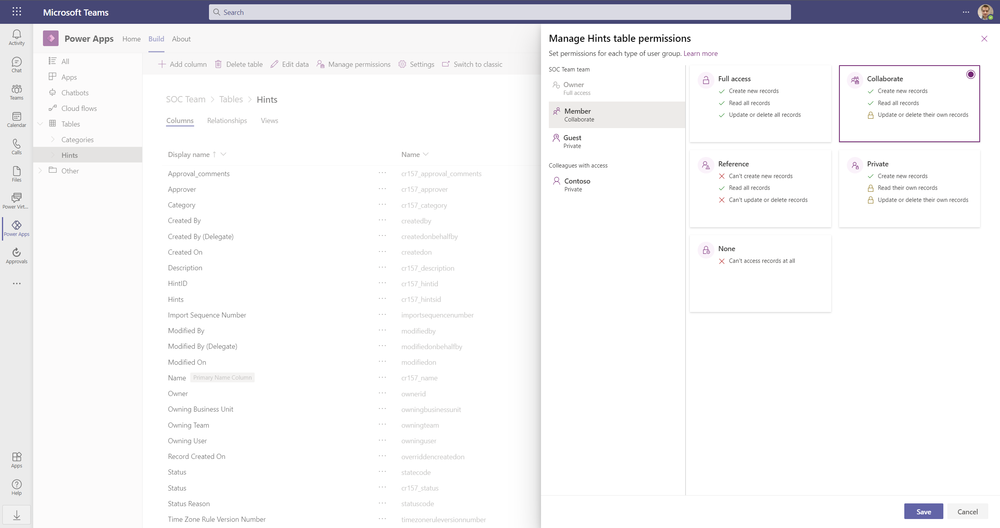 Microsoft Teams
Search
Activity
Chat
Teams
Calendar
Calls
Files
Power Virt...
Power Apps
Approvals
Apps
Help
Power Apps Home Build About
All
Apps
Chatbots
Cloud flows
Tables
Categories
Hints
Other
Add column Delete table Edit data Manage permissions Settings Switch to classic
SOC Team > Tables > Hints
Columns Relationships Views
Display name ↑ Name
Approval_comments ... cr157_approval_comments
Approver ... cr157_approver
Category ... cr157_category
Created By ... createdby
Created By (Delegate) ... createdonbehalfby
Created On ... createdon
Description ... cr157_description
HintID ... cr157_hintid
Hints ... cr157_hintsid
Import Sequence Number ... importsequencenumber
Modified By ... modifiedby
Modified By (Delegate) ... modifiedonbehalfby
Modified On ... modifiedon
Name Primary Name Column ... cr157_name
Owner ... ownerid
Owning Business Unit ... owningbusinessunit
Owning Team ... owningteam
Owning User ... owninguser
Record Created On ... overriddencreatedon
Status ... statecode
Status ... cr157_status
Status Reason ... statuscode
Time Zone Rule Version Number ... timezoneruleversionnumber
Manage Hints table permissions
Set permissions for each type of user group. Learn more
SOC Team team
Owner
Full access
Member
Collaborate
Guest
Private
Colleagues with access
Contoso
Private
Full access
Create new records
Read all records
Update or delete all records
Collaborate
Create new records
Read all records
Update or delete their own records
Reference
Can't create new records
Read all records
Can't update or delete records
Private
Create new records
Read their own records
Update or delete their own records
None
Can't access records at all
Save Cancel